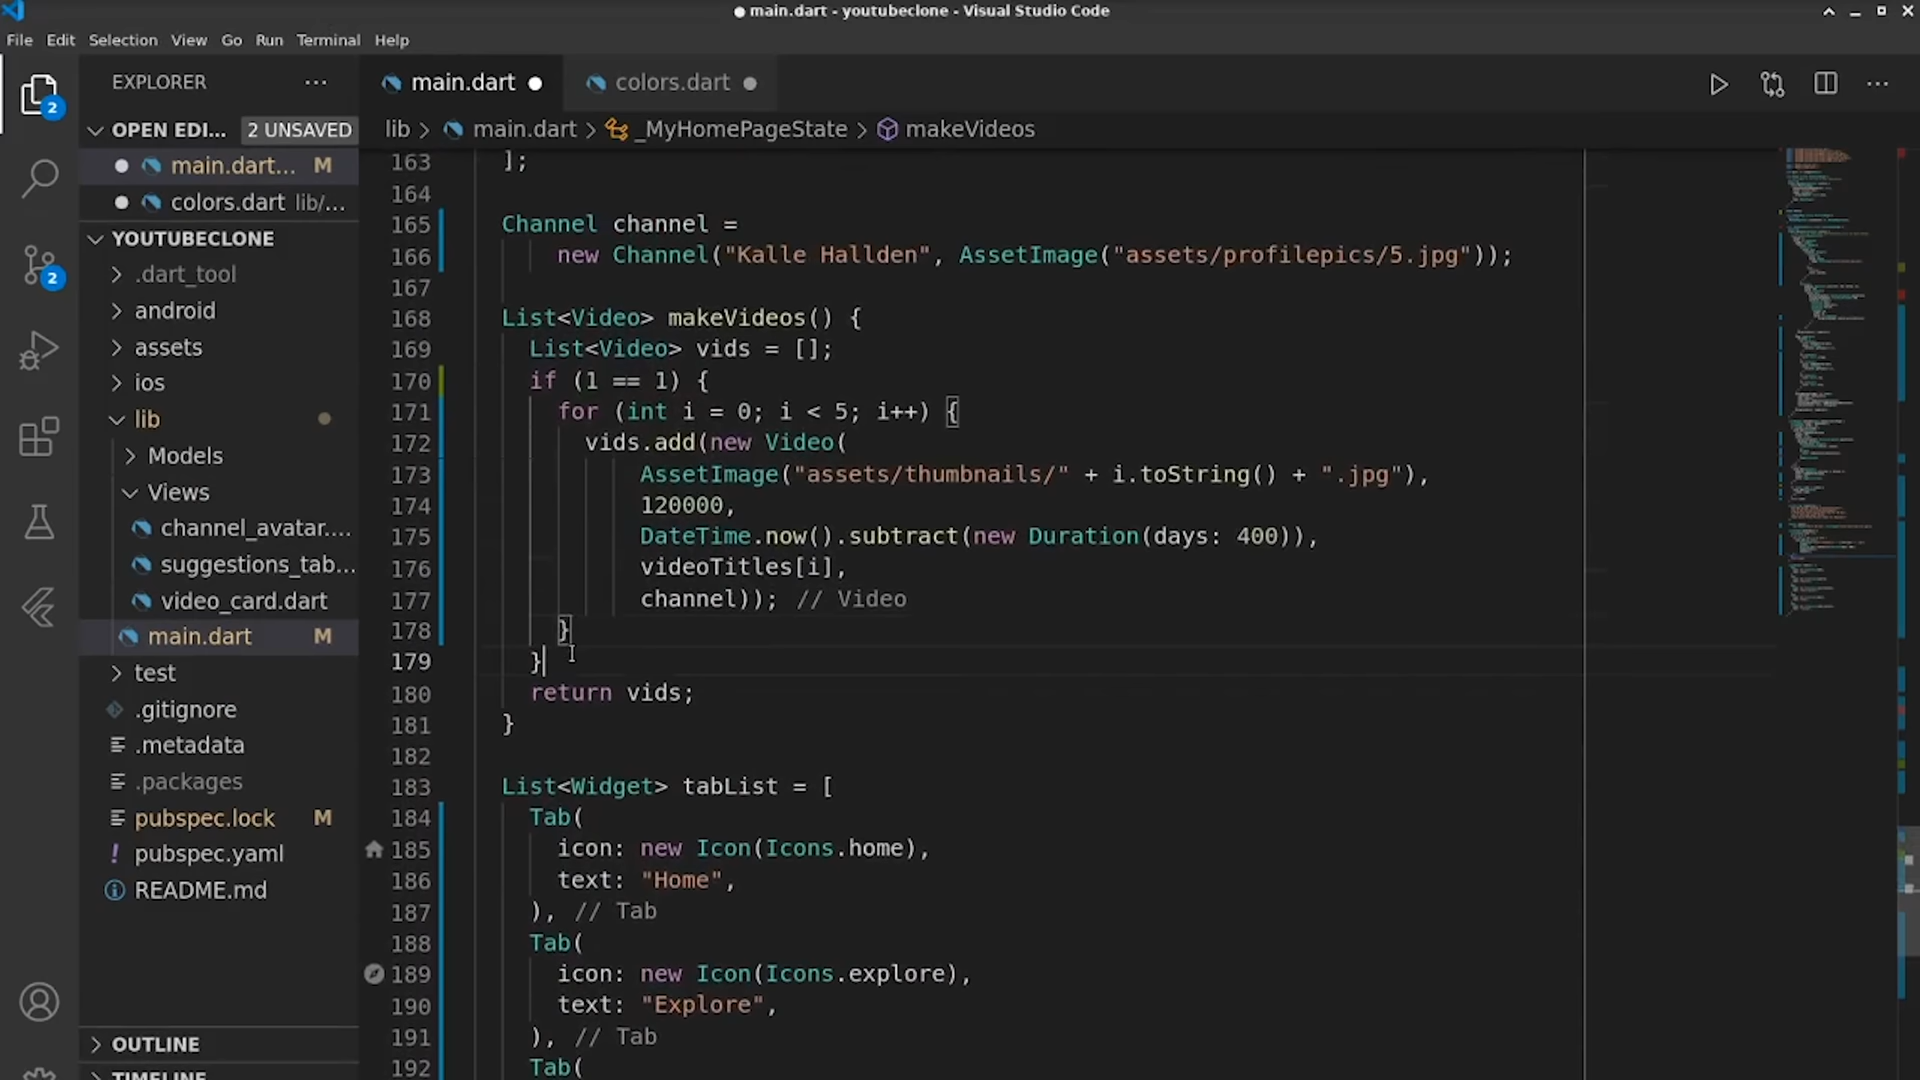 ● main.dart - youtubeclone - Visual Studio Code
File Edit Selection View Go Run Terminal Help
EXPLORER
OPEN EDI... 2 UNSAVED
main.dart... M
colors.dart lib/...
YOUTUBECLONE
.dart_tool
android
assets
ios
lib
Models
Views
channel_avatar....
suggestions_tab...
video_card.dart
main.dart M
test
.gitignore
.metadata
.packages
pubspec.lock M
pubspec.yaml
README.md
OUTLINE
TIMELINE
2
2
main.dart
colors.dart
lib > main.dart > _MyHomePageState > makeVideos
163 ];
164
165 Channel channel =
166 new Channel("Kalle Hallden", AssetImage("assets/profilepics/5.jpg"));
167
168 List<Video> makeVideos() {
169 List<Video> vids = [];
170 if (1 == 1) {
171 for (int i = 0; i < 5; i++) {
172 vids.add(new Video(
173 AssetImage("assets/thumbnails/" + i.toString() + ".jpg"),
174 120000,
175 DateTime.now().subtract(new Duration(days: 400)),
176 videoTitles[i],
177 channel)); // Video
178 }
179 }
180 return vids;
181 }
182
183 List<Widget> tabList = [
184 Tab(
185 icon: new Icon(Icons.home),
186 text: "Home",
187 ), // Tab
188 Tab(
189 icon: new Icon(Icons.explore),
190 text: "Explore",
191 ), // Tab
192 Tab(